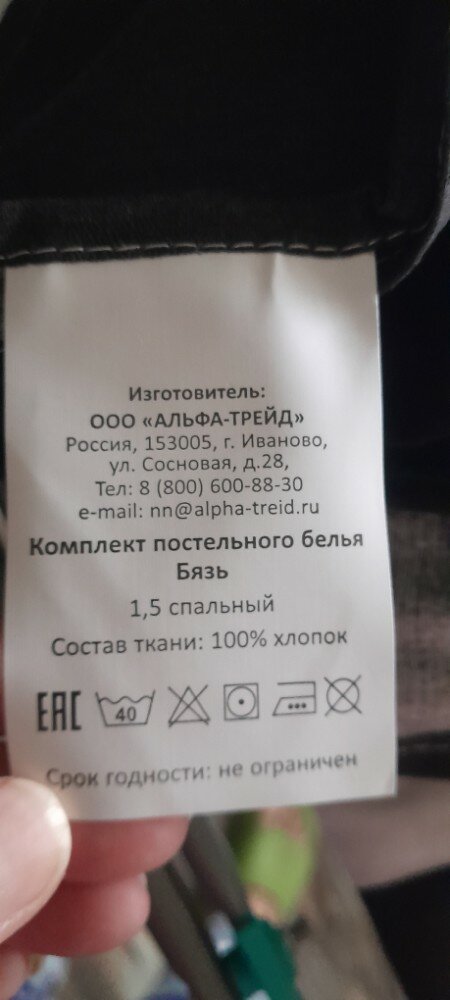 Изготовитель:
ООО «АЛЬФА-ТРЕЙД»
Россия, 153005, г. Иваново,
ул. Сосновая, д.28,
Тел: 8 (800) 600-88-30
e-mail: nn@alpha-treid.ru
Комплект постельного белья
Бязь
1,5 спальный
Состав ткани: 100% хлопок
EAC 40
Срок годности: не ограничен